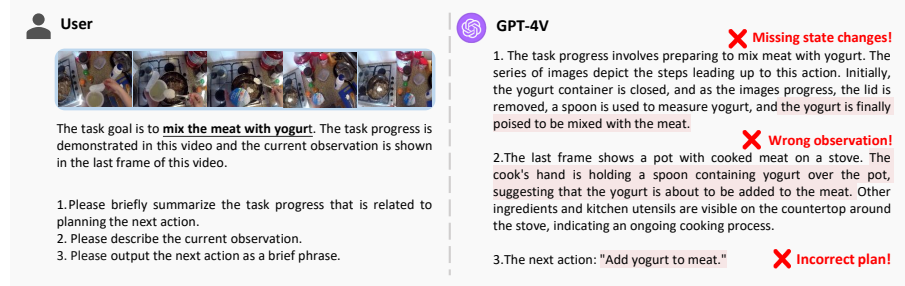 User
The task goal is to mix the meat with yogurt. The task progress is
demonstrated in this video and the current observation is shown
in the last frame of this video.
1.Please briefly summarize the task progress that is related to
planning the next action.
2. Please describe the current observation.
3. Please output the next action as a brief phrase.
GPT-4V
Missing state changes!
1. The task progress involves preparing to mix meat with yogurt. The
series of images depict the steps leading up to this action. Initially,
the yogurt container is closed, and as the images progress, the lid is
removed, a spoon is used to measure yogurt, and the yogurt is finally
poised to be mixed with the meat.
Wrong observation!
2.The last frame shows a pot with cooked meat on a stove. The
cook's hand is holding a spoon containing yogurt over the pot,
suggesting that the yogurt is about to be added to the meat. Other
ingredients and kitchen utensils are visible on the countertop around
the stove, indicating an ongoing cooking process.
3.The next action: "Add yogurt to meat."
Incorrect plan!